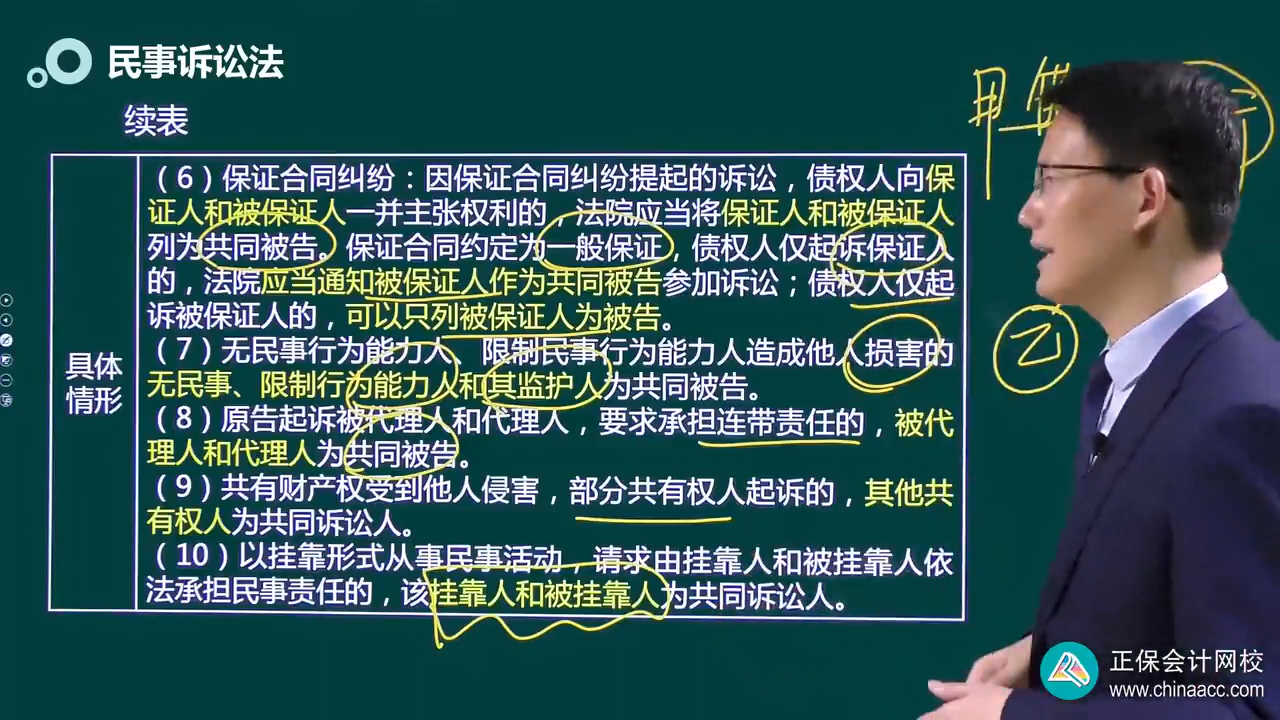 民事诉讼法
续表
具体情形
（6）保证合同纠纷：因保证合同纠纷提起的诉讼，债权人向保
证人和被保证人一并主张权利的，法院应当将保证人和被保证人
列为共同被告。保证合同约定为一般保证，债权人仅起诉保证人
的，法院应当通知被保证人作为共同被告参加诉讼；债权人仅起
诉被保证人的，可以只列被保证人为被告。
（7）无民事行为能力人、限制民事行为能力人造成他人损害的
无民事、限制行为能力人和其监护人为共同被告。
（8）原告起诉被代理人和代理人，要求承担连带责任的，被代
理人和代理人为共同被告。
（9）共有财产权受到他人侵害，部分共有权人起诉的，其他共
有权人为共同诉讼人。
（10）以挂靠形式从事民事活动，请求由挂靠人和被挂靠人依
法承担民事责任的，该挂靠人和被挂靠人为共同诉讼人。
甲
乙
正保会计网校
www.chinaacc.com